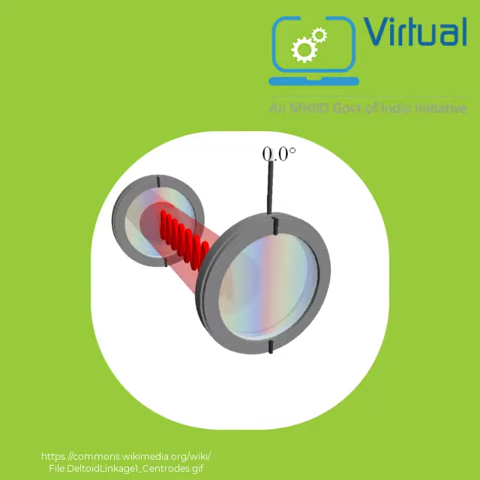 Virtual
An MHRD Govt of India Initiative
0.0°
https://commons.wikimedia.org/wiki/
File:DeltoidLinkage1_Centrodes.gif